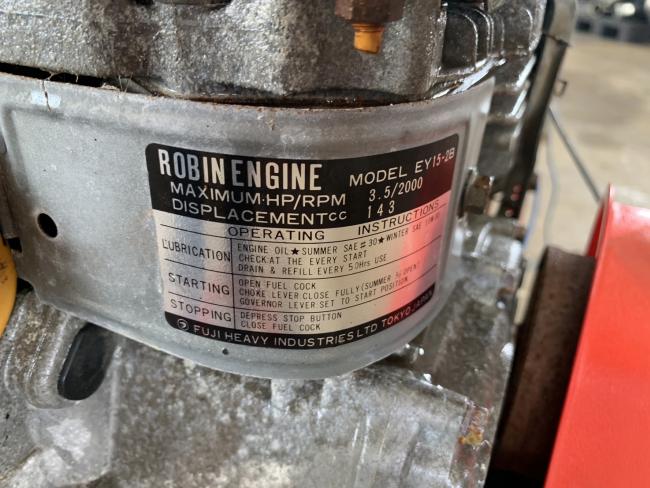 ROBIN ENGINE MODEL EY15-2B
MAXIMUM·HP/RPM 3.5/2000
DISPLACEMENT CC 143
OPERATING INSTRUCTIONS
LUBRICATION ENGINE OIL★SUMMER SAE #30★WINTER SAE
CHECK AT THE EVERY START
DRAIN & REFILL EVERY 50Hrs. USE
STARTING OPEN FUEL COCK
CHOKE LEVER CLOSE FULLY (SUMMER OPEN)
GOVERNOR LEVER SET TO START POSITION
STOPPING DEPRESS STOP BUTTON
CLOSE FUEL COCK
FUJI HEAVY INDUSTRIES LTD TOKYO JAPAN